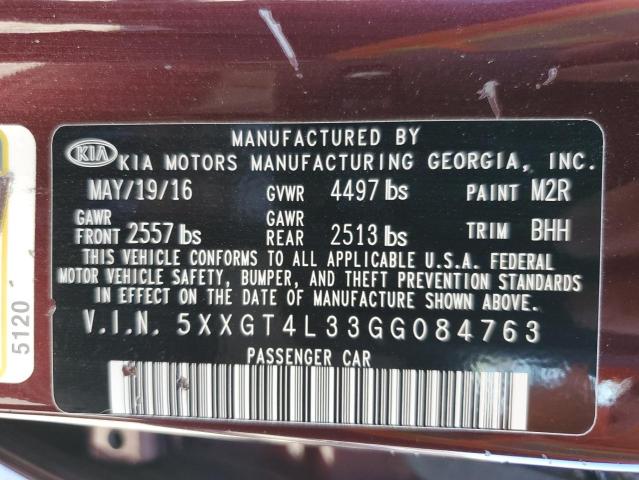 MANUFACTURED BY
KIA KIA MOTORS MANUFACTURING GEORGIA, INC.
MAY/19/16 GVWR 4497 lbs PAINT M2R
GAWR FRONT 2557 lbs GAWR REAR 2513 lbs TRIM BHH
THIS VEHICLE CONFORMS TO ALL APPLICABLE U.S.A. FEDERAL
MOTOR VEHICLE SAFETY, BUMPER, AND THEFT PREVENTION STANDARDS
IN EFFECT ON THE DATE OF MANUFACTURE SHOWN ABOVE.
V.I.N. 5XXGT4L33GG084763
PASSENGER CAR
5120